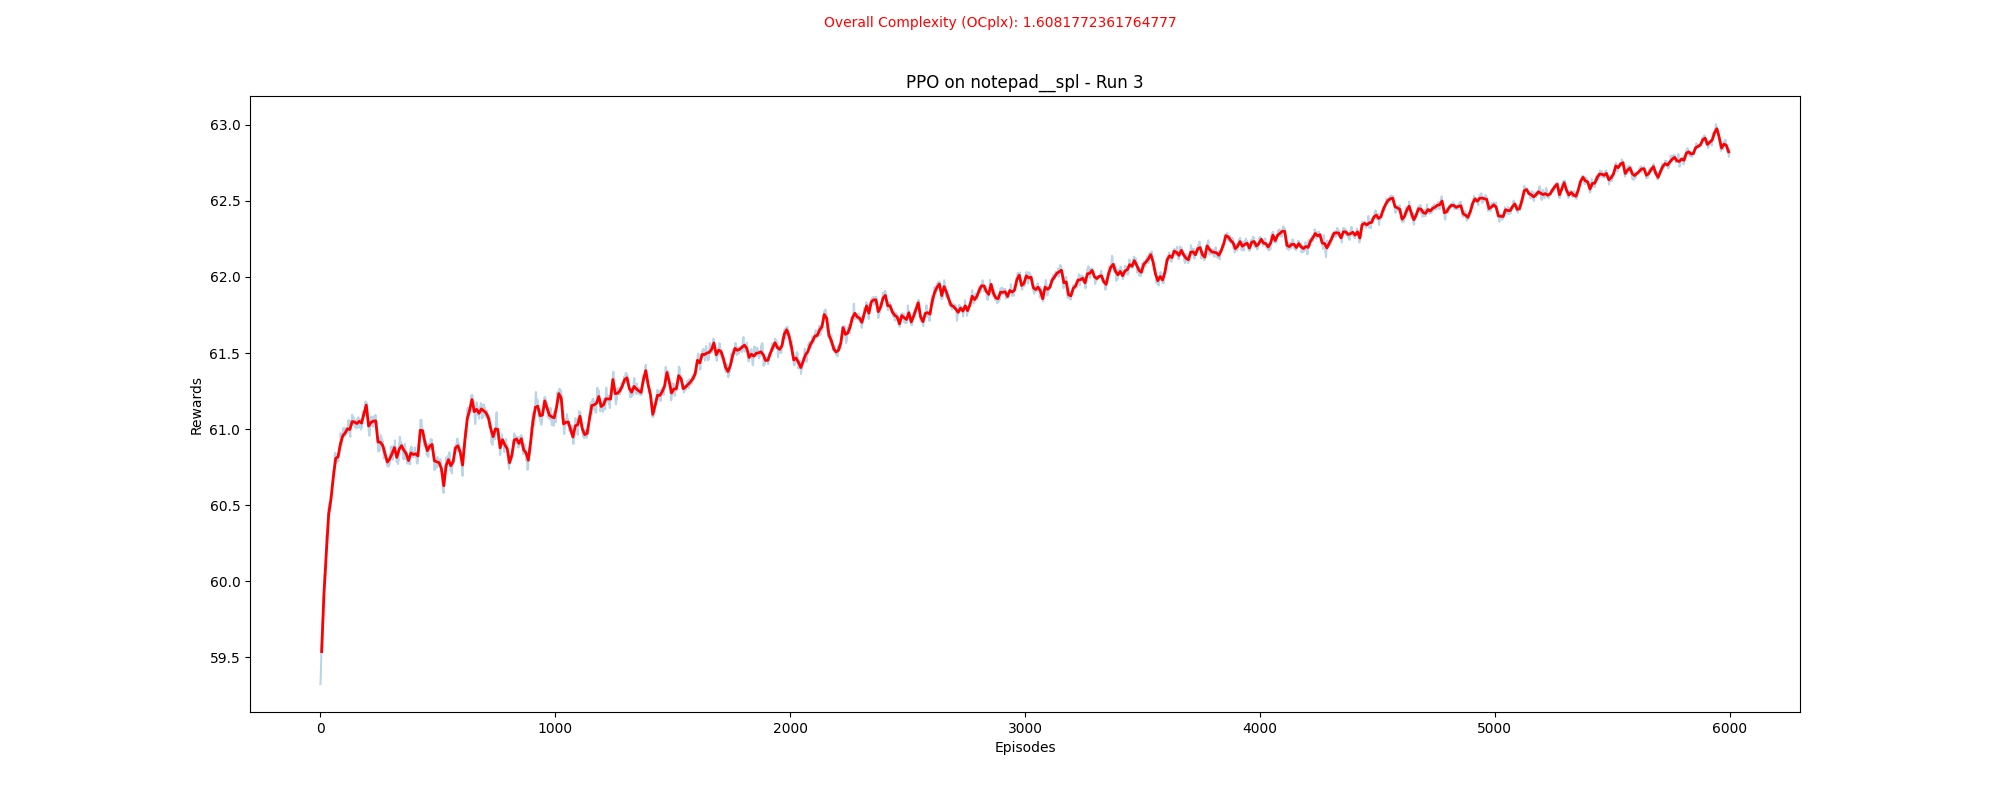 Overall Complexity (OCplx): 1.6081772361764777
PPO on notepad__spl - Run 3
63.0
62.5
62.0
61.5
61.0
60.5
60.0
59.5
Rewards
0 1000 2000 3000 4000 5000 6000
Episodes